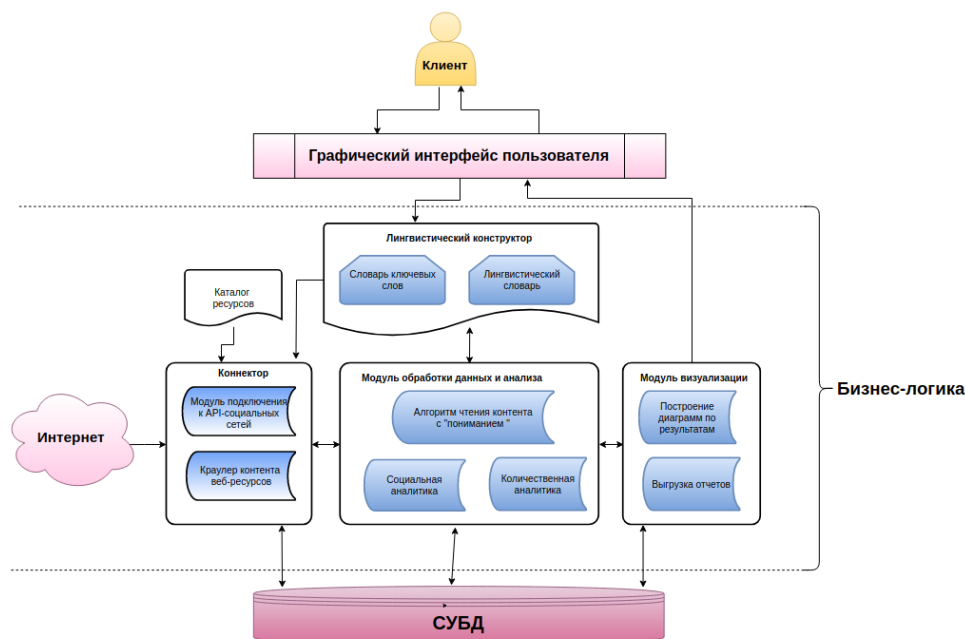 Клиент
Графический интерфейс пользователя
Лингвистический конструктор
Словарь ключевых
слов
Лингвистический
словарь
Каталог
ресурсов
Коннектор
Модуль подключения
к API-социальных
сетей
Краулер контента
веб-ресурсов
Модуль обработки данных и анализа
Алгоритм чтения контента
с "пониманием "
Социальная
аналитика
Количественная
аналитика
Модуль визуализации
Построение
диаграмм по
результатам
Выгрузка отчетов
Интернет
Бизнес-логика
СУБД